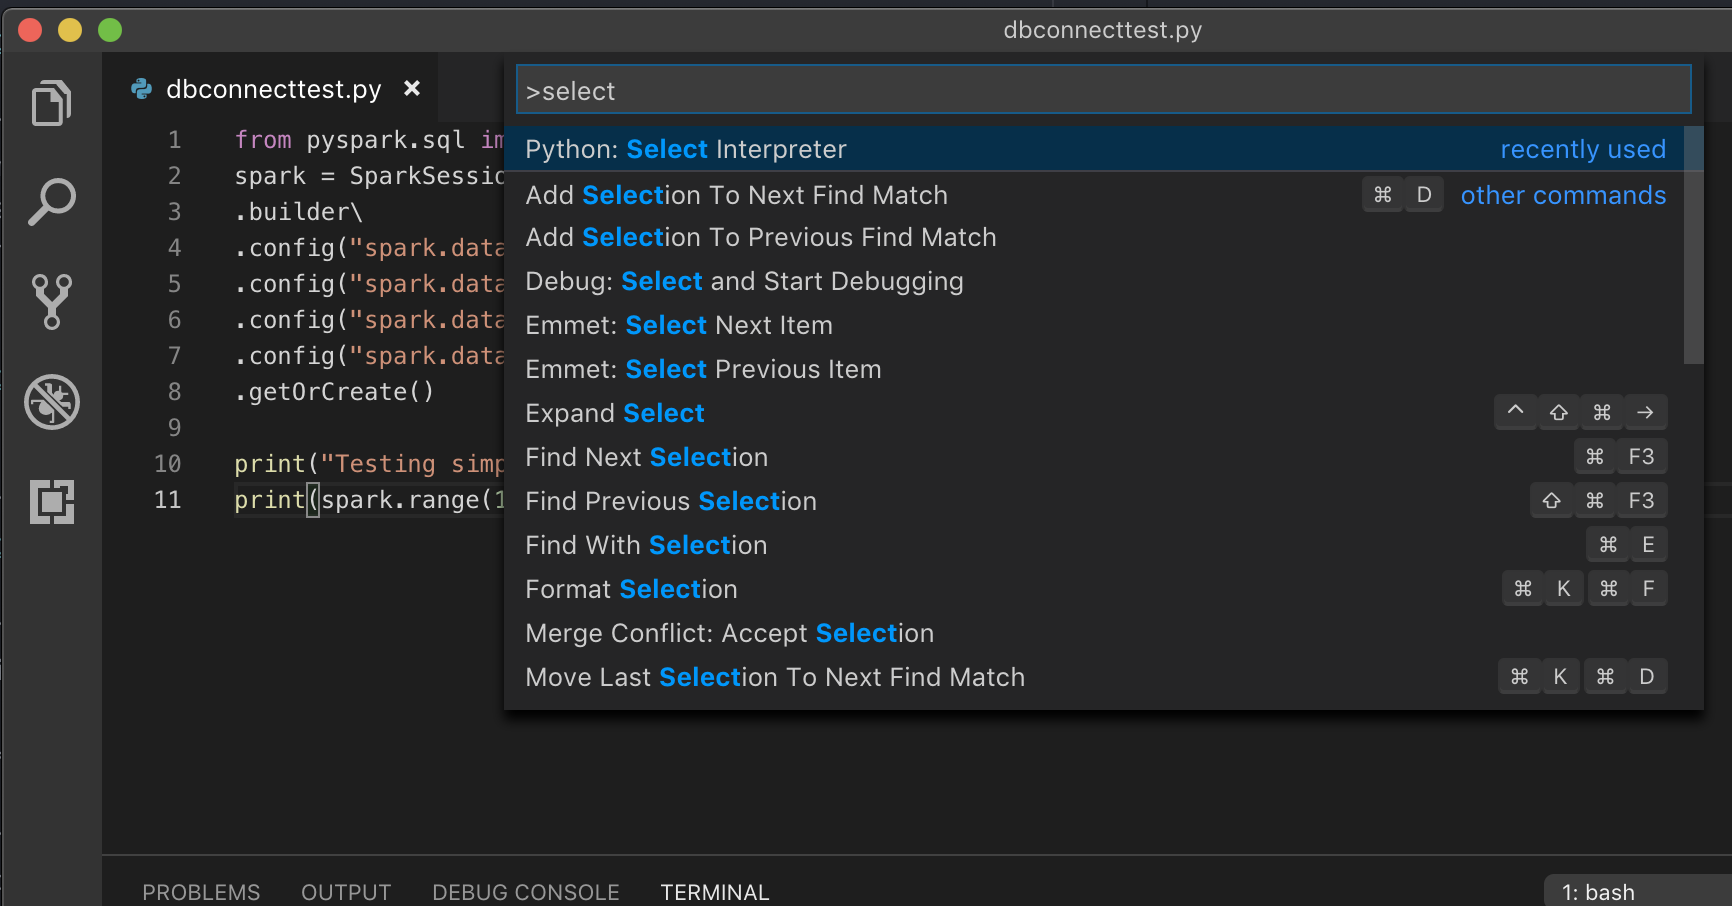 dbconnecttest.py
dbconnecttest.py ×
>select
Python: Select Interpreter recently used
Add Selection To Next Find Match ⌘ D other commands
Add Selection To Previous Find Match
Debug: Select and Start Debugging
Emmet: Select Next Item
Emmet: Select Previous Item
Expand Select ^ ⇧ ⌘ →
Find Next Selection ⌘ F3
Find Previous Selection ⇧ ⌘ F3
Find With Selection ⌘ E
Format Selection ⌘ K ⌘ F
Merge Conflict: Accept Selection
Move Last Selection To Next Find Match ⌘ K ⌘ D
1 from pyspark.sql im
2 spark = SparkSessio
3 .builder\
4 .config("spark.data
5 .config("spark.data
6 .config("spark.data
7 .config("spark.data
8 .getOrCreate()
9
10 print("Testing simp
11 print(spark.range(1
PROBLEMS OUTPUT DEBUG CONSOLE TERMINAL 1: bash